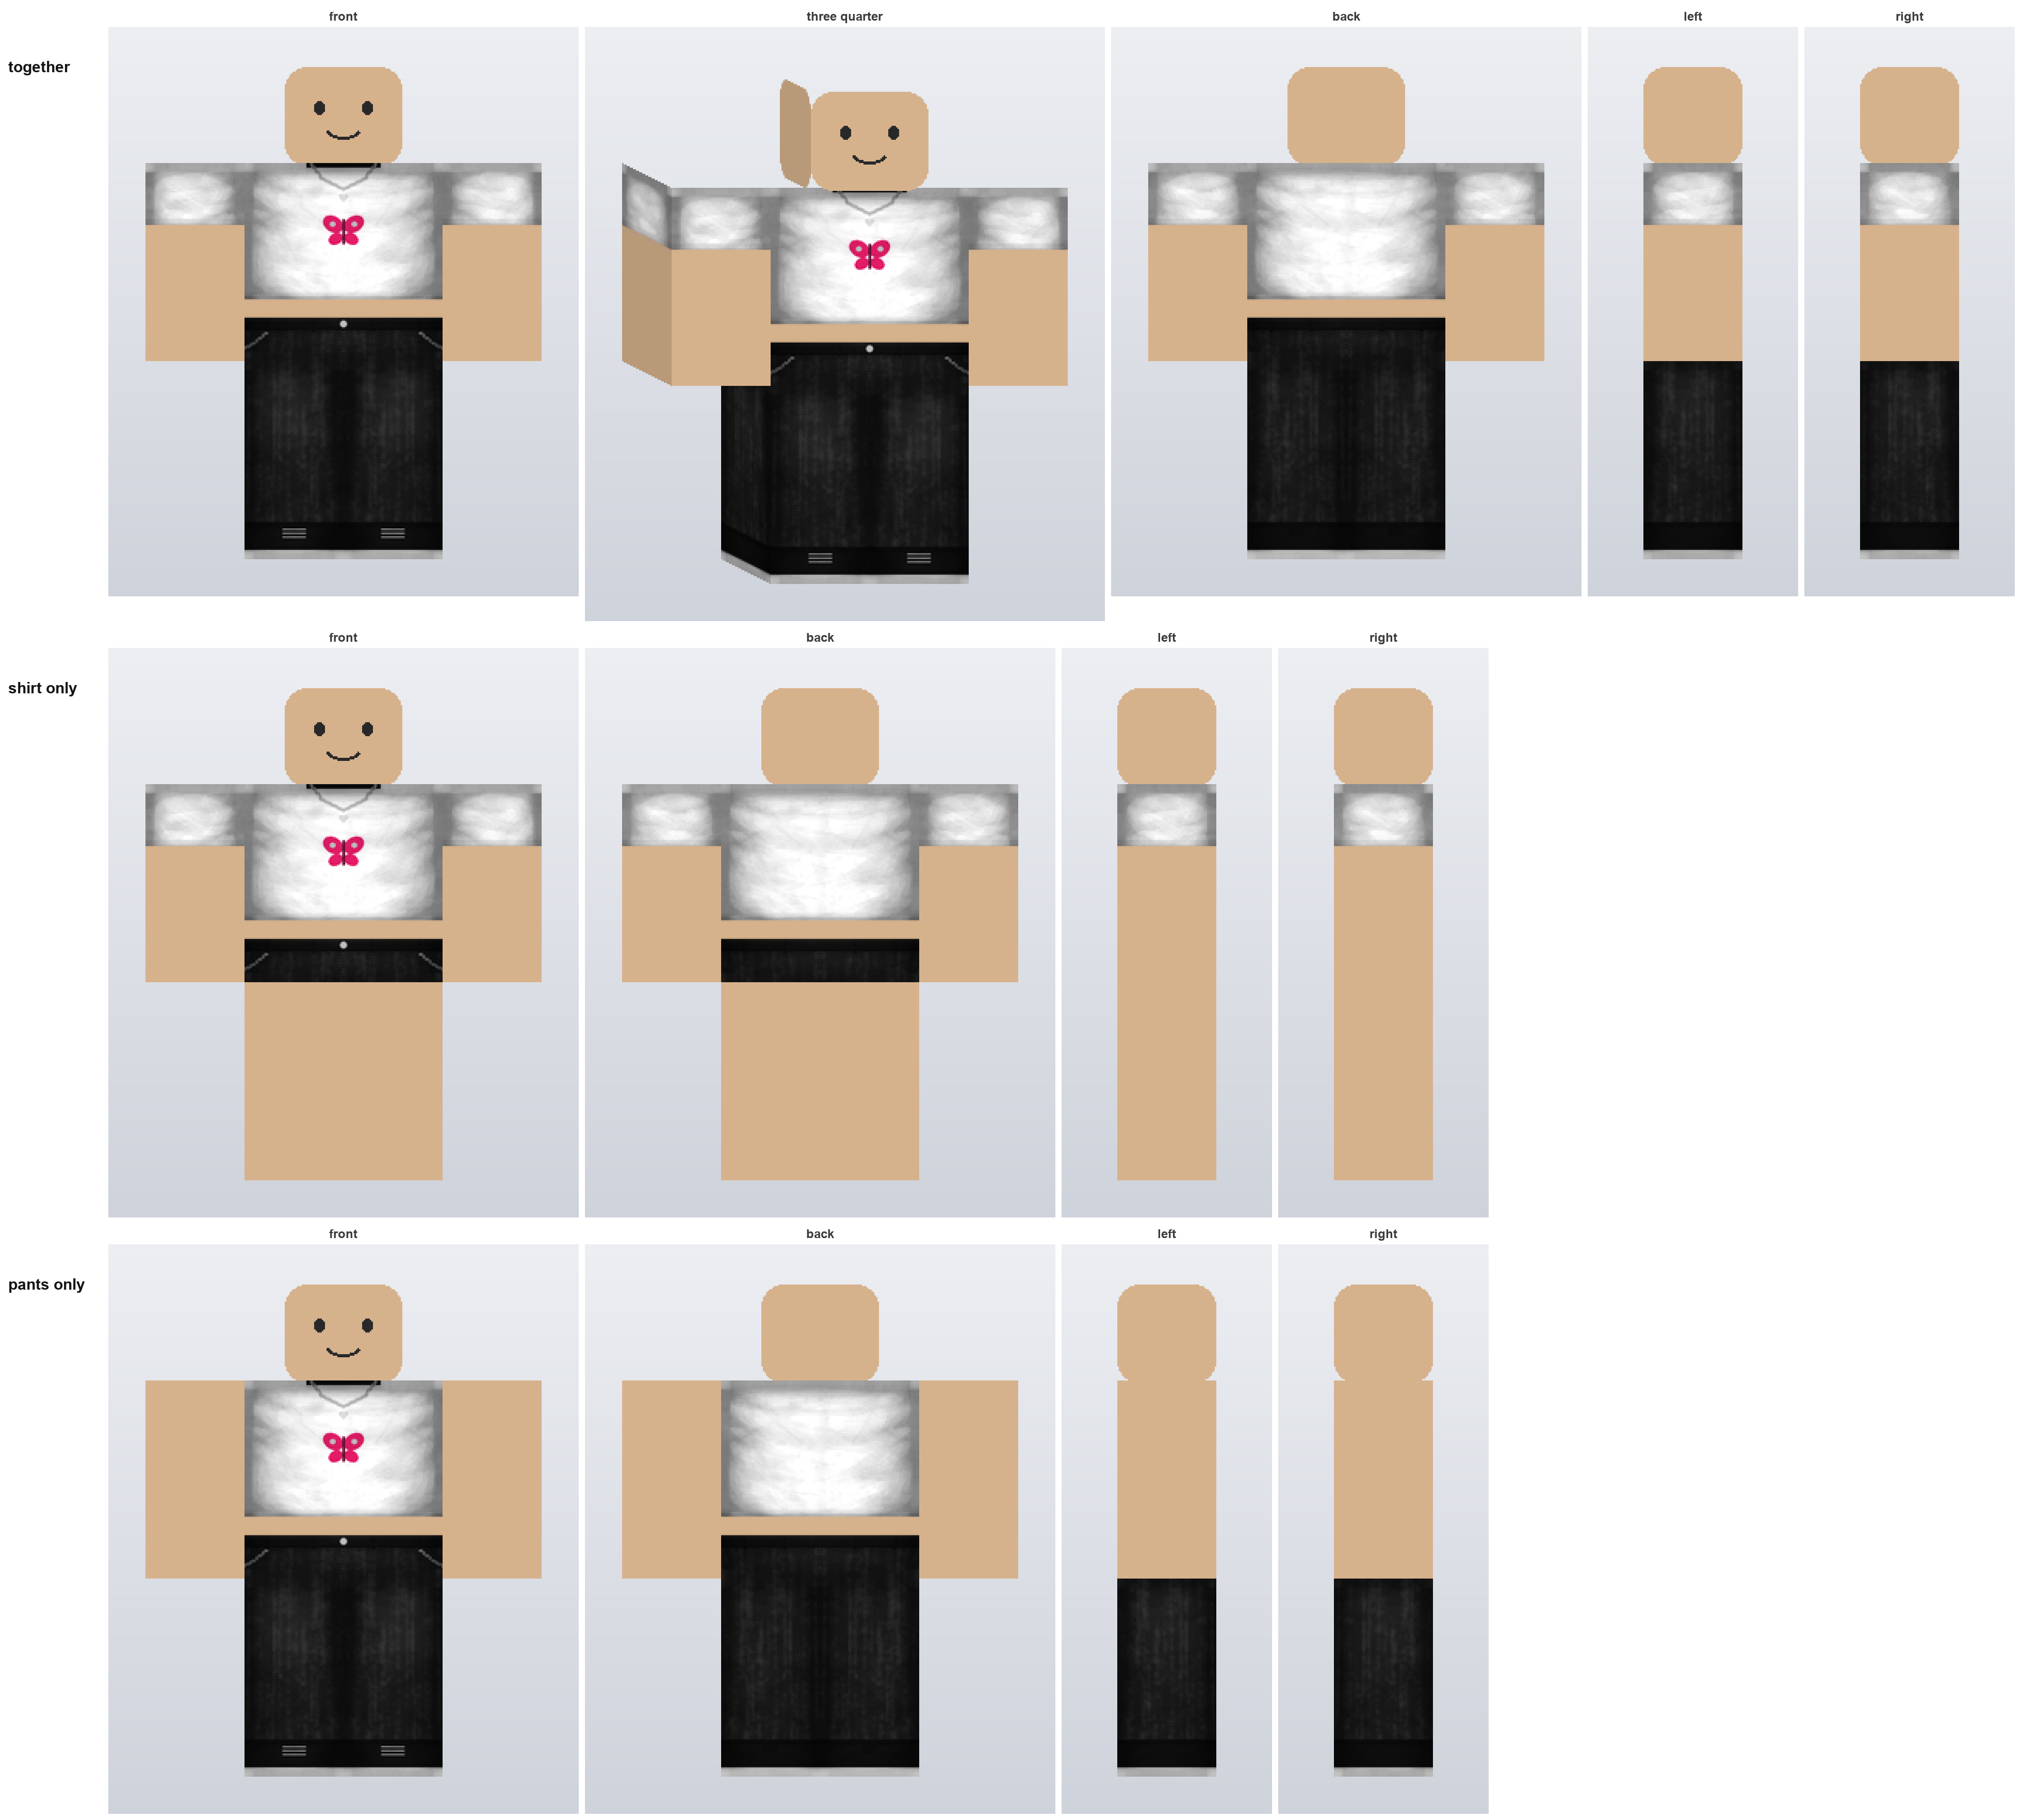 front three quarter back left right
together
front back left right
shirt only
front back left right
pants only